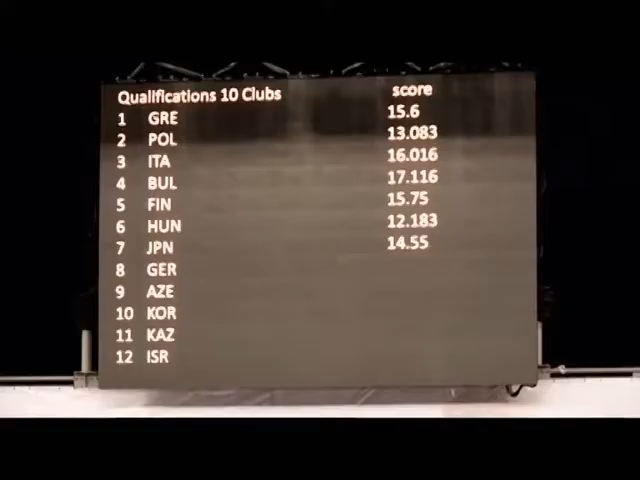 Qualifications 10 Clubs score
1 GRE 15.6
2 POL 13.083
3 ITA 16.016
4 BUL 17.116
5 FIN 15.75
6 HUN 12.183
7 JPN 14.55
8 GER
9 AZE
10 KOR
11 KAZ
12 ISR